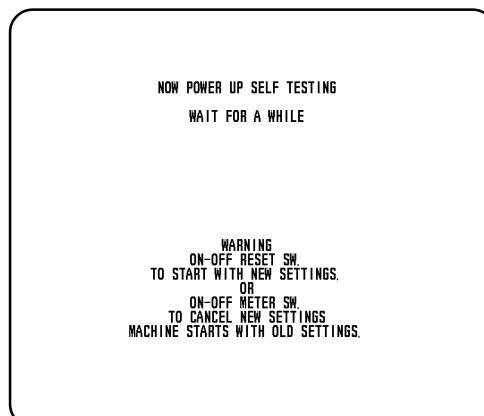 NOW POWER UP SELF TESTING
WAIT FOR A WHILE
WARNING
ON-OFF RESET SW.
TO START WITH NEW SETTINGS.
OR
ON-OFF METER SW.
TO CANCEL NEW SETTINGS
MACHINE STARTS WITH OLD SETTINGS.